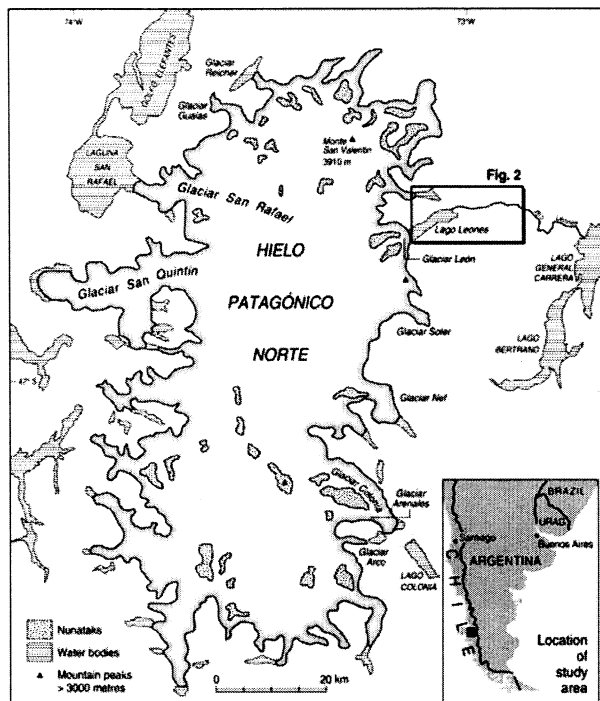 74°W
73°W
GOLFO ELEFANTES
Glaciar
Reicher
Glaciar
Gualas
Monte
San Valentin
3910 m
LAGUNA
SAN
RAFAEL
Fig. 2
Glaciar San Rafael
Lago Leones
HIELO
Glaciar León
LAGO
GENERAL
CARRERA
Glaciar San Quintín
PATAGÓNICO
Glaciar Soler
LAGO
BERTRAND
NORTE
47° S
Glaciar Nef
Glaciar Colonia
Glaciar
Arenales
Glaciar
Arco
LAGO
COLONIA
BRAZIL
URAG.
Santiago
Buenos Aires
ARGENTINA
CHILE
Location
of
study
area
Nunataks
Water bodies
Mountain peaks
> 3000 metres
0
20 km